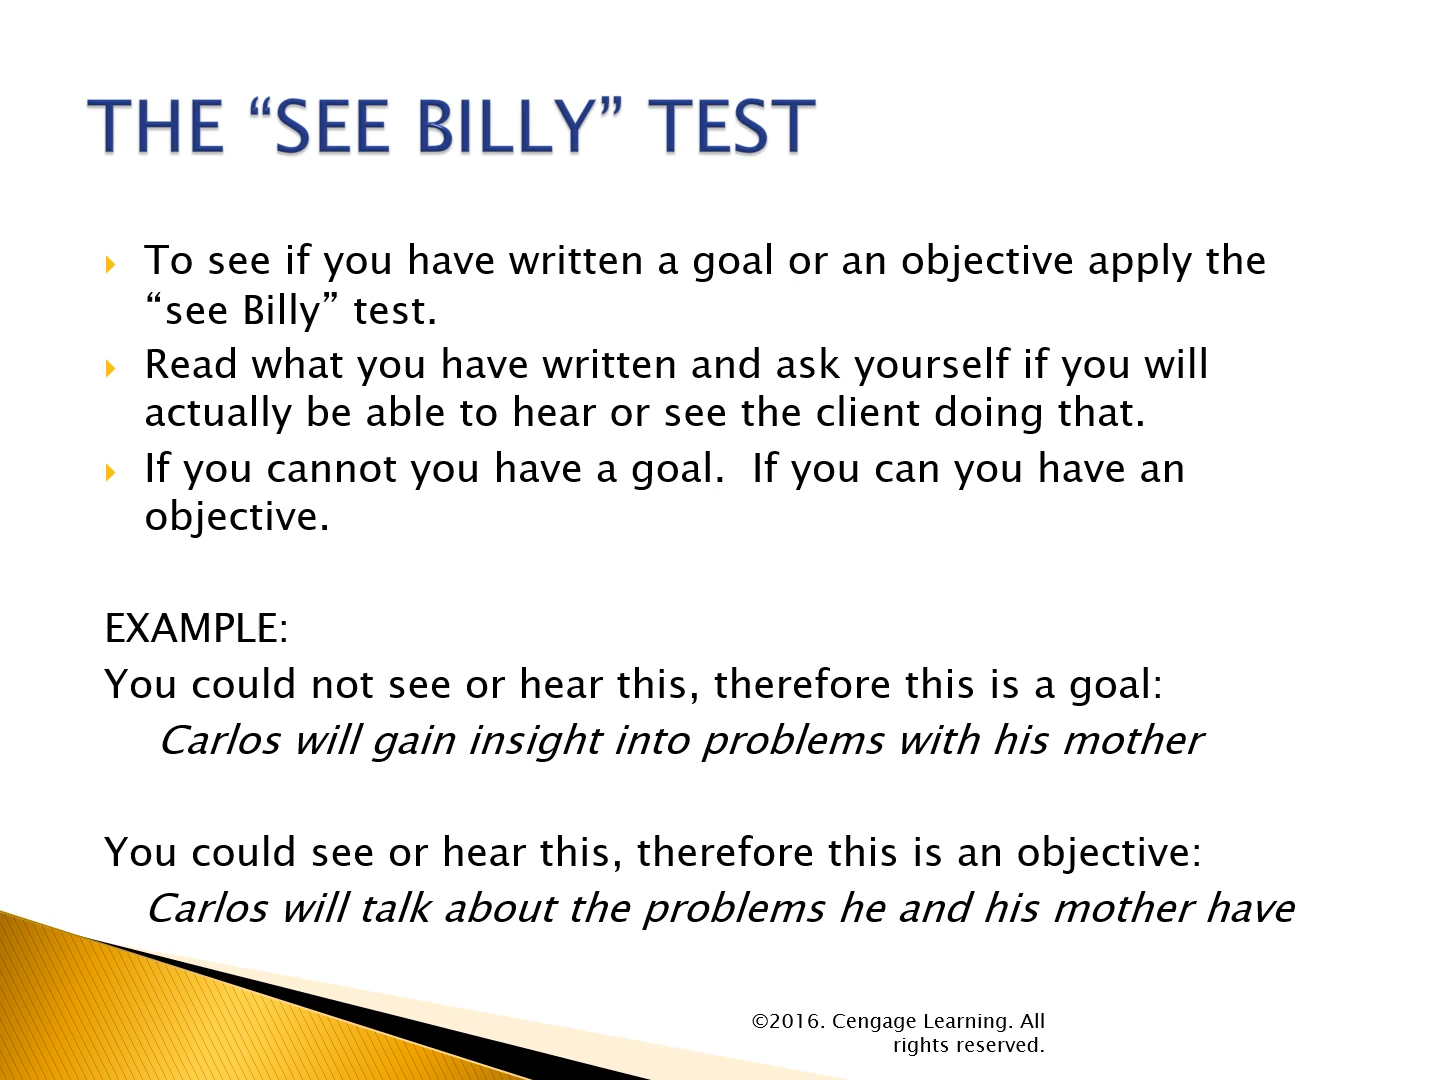 THE “SEE BILLY” TEST
To see if you have written a goal or an objective apply the
“see Billy” test.
Read what you have written and ask yourself if you will
actually be able to hear or see the client doing that.
If you cannot you have a goal.  If you can you have an
objective.
EXAMPLE:
You could not see or hear this, therefore this is a goal:
Carlos will gain insight into problems with his mother
You could see or hear this, therefore this is an objective:
Carlos will talk about the problems he and his mother have
©2016. Cengage Learning. All
rights reserved.